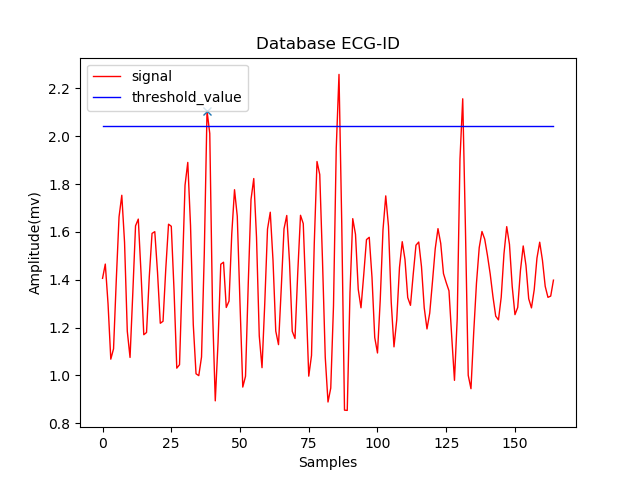 Database ECG-ID
signal
threshold_value
Amplitude(mv)
2.2
2.0
1.8
1.6
1.4
1.2
1.0
0.8
0 25 50 75 100 125 150
Samples